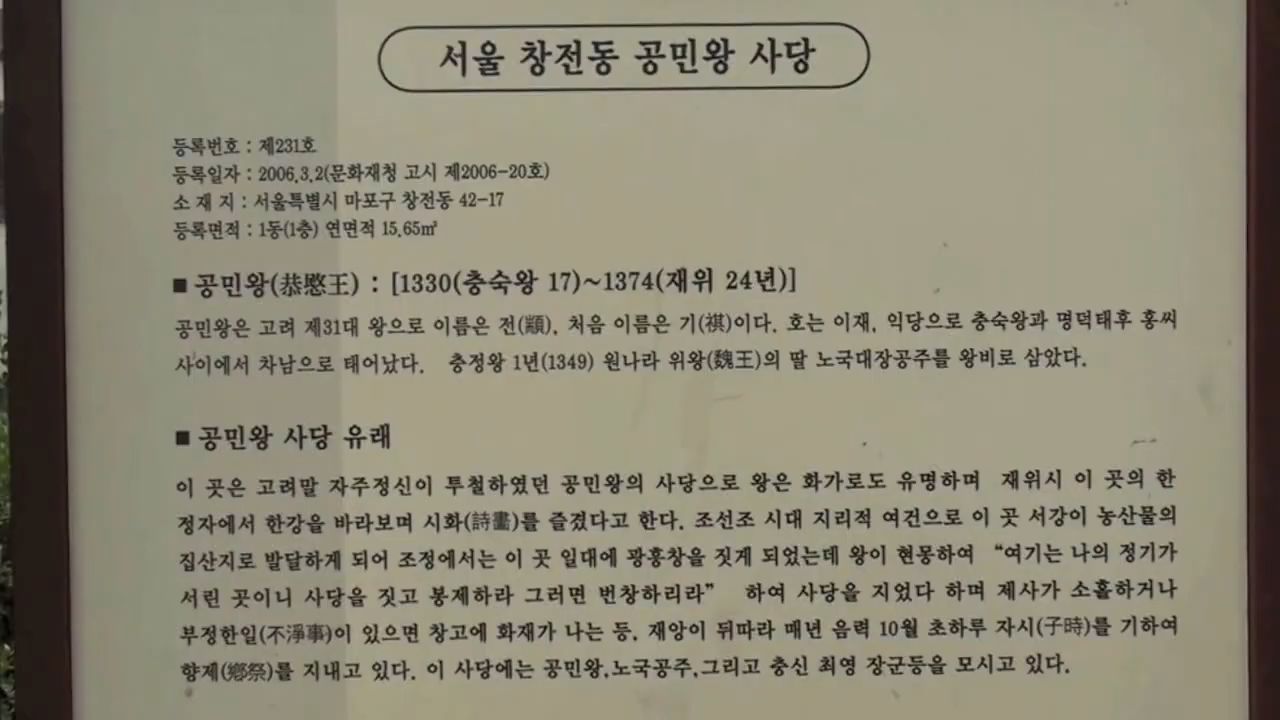 서울 창전동 공민왕 사당
등록번호 : 제231호
등록일자 : 2006.3.2(문화재청 고시 제2006-20호)
소 재 지 : 서울특별시 마포구 창전동 42-17
등록면적 : 1동(1층) 연면적 15.65㎡
■ 공민왕(恭愍王) : [1330(충숙왕 17)~1374(재위 24년)]
공민왕은 고려 제31대 왕으로 이름은 전(顓), 처음 이름은 기(祺)이다. 호는 이재, 익당으로 충숙왕과 명덕태후 홍씨
사이에서 차남으로 태어났다. 충정왕 1년(1349) 원나라 위왕(魏王)의 딸 노국대장공주를 왕비로 삼았다.
■ 공민왕 사당 유래
이 곳은 고려말 자주정신이 투철하였던 공민왕의 사당으로 왕은 화가로도 유명하며 재위시 이 곳의 한
정자에서 한강을 바라보며 시화(詩畵)를 즐겼다고 한다. 조선조 시대 지리적 여건으로 이 곳 서강이 농산물의
집산지로 발달하게 되어 조정에서는 이 곳 일대에 광흥창을 짓게 되었는데 왕이 현몽하여 “여기는 나의 정기가
서린 곳이니 사당을 짓고 봉제하라 그러면 번창하리라” 하여 사당을 지었다 하며 제사가 소홀하거나
부정한일(不淨事)이 있으면 창고에 화재가 나는 등, 재앙이 뒤따라 매년 음력 10월 초하루 자시(子時)를 기하여
향제(鄕祭)를 지내고 있다. 이 사당에는 공민왕,노국공주,그리고 충신 최영 장군등을 모시고 있다.